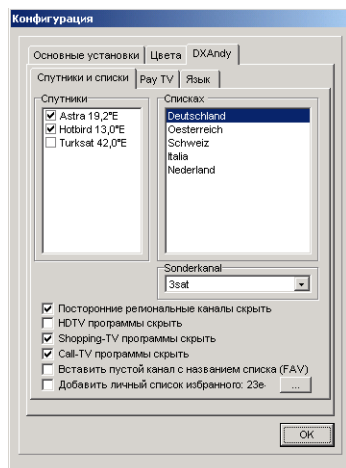 Конфигурация
Основные установки Цвета DXAndy
Спутники и списки Pay TV Язык
Спутники
Astra 19,2°E
Hotbird 13,0°E
Turksat 42,0°E
Списках
Deutschland
Oesterreich
Schweiz
Italia
Nederland
Sonderkanal
3sat
Посторонние региональные каналы скрыть
HDTV программы скрыть
Shopping-TV программы скрыть
Call-TV программы скрыть
Вставить пустой канал с названием списка (FAV)
Добавить личный список избранного: 23e- ...
OK